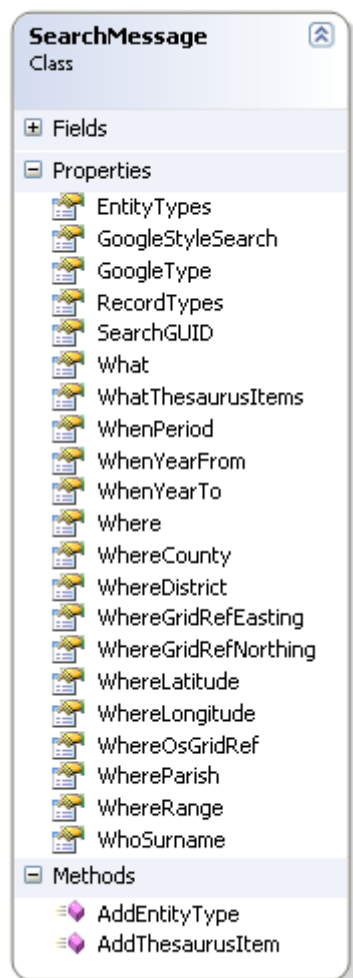 SearchMessage
Class
Fields
Properties
EntityTypes
GoogleStyleSearch
GoogleType
RecordTypes
SearchGUID
What
WhatThesaurusItems
WhenPeriod
WhenYearFrom
WhenYearTo
Where
WhereCounty
WhereDistrict
WhereGridRefEasting
WhereGridRefNorthing
WhereLatitude
WhereLongitude
WhereOsGridRef
WhereParish
WhereRange
WhoSurname
Methods
AddEntityType
AddThesaurusItem